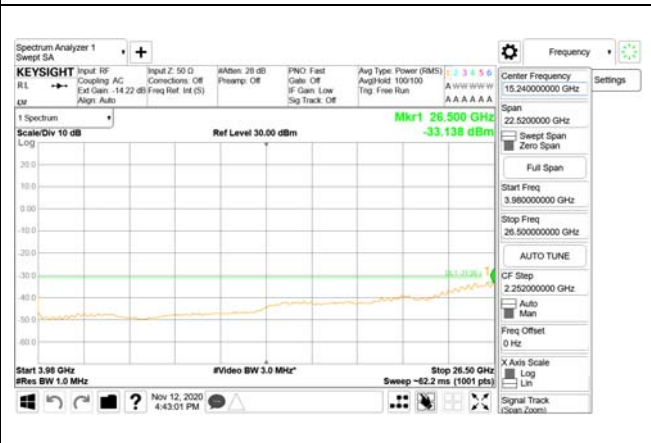 Spectrum Analyzer 1
Swept SA
Frequency
KEYSIGHT
RL
Input: RF
Coupling: AC
Ext Gain: -14.22 dB
Align: Auto
Input Z: 50 Ω
Corrections: Off
Freq Ref: Int (S)
#Atten: 28 dB
Preamp: Off
PNO: Fast
Gate: Off
IF Gain: Low
Sig Track: Off
Avg Type: Power (RMS)
Avg|Hold: 100/100
Trig: Free Run
1 2 3 4 5 6
A W W W W W
A A A A A A
Center Frequency
15.240000000 GHz
Settings
Span
22.5200000 GHz
Swept Span
Zero Span
Full Span
Start Freq
3.980000000 GHz
Stop Freq
26.500000000 GHz
AUTO TUNE
CF Step
2.252000000 GHz
Auto
Man
Freq Offset
0 Hz
X Axis Scale
Log
Lin
Signal Track
(Span Zoom)
1 Spectrum
Scale/Div 10 dB
Log
Ref Level 30.00 dBm
Mkr1 26.500 GHz
-33.138 dBm
20.0
10.0
0.00
-10.0
-20.0
-30.0
-40.0
-50.0
-60.0
1
Start 3.98 GHz
#Res BW 1.0 MHz
#Video BW 3.0 MHz*
Stop 26.50 GHz
Sweep ~62.2 ms (1001 pts)
?
Nov 12, 2020
4:43:01 PM